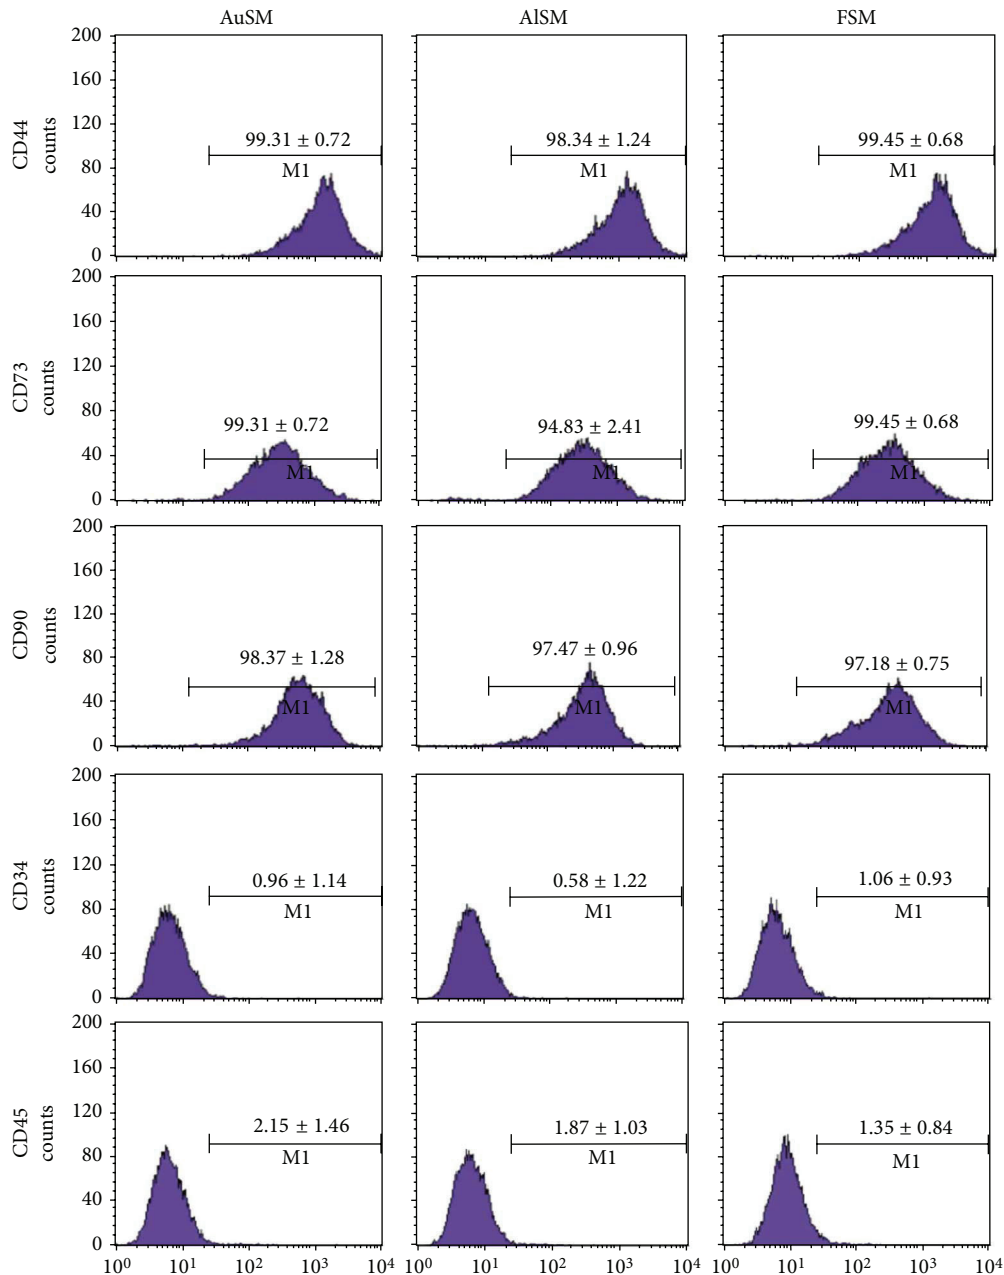 AuSM AlSM FSM
CD44 counts
200
160
120
80
40
0
99.31 ± 0.72
M1
98.34 ± 1.24
M1
99.45 ± 0.68
M1
CD73 counts
200
160
120
80
40
0
99.31 ± 0.72
M1
94.83 ± 2.41
M1
99.45 ± 0.68
M1
CD90 counts
200
160
120
80
40
0
98.37 ± 1.28
M1
97.47 ± 0.96
M1
97.18 ± 0.75
M1
CD34 counts
200
160
120
80
40
0
0.96 ± 1.14
M1
0.58 ± 1.22
M1
1.06 ± 0.93
M1
CD45 counts
200
160
120
80
40
0
2.15 ± 1.46
M1
1.87 ± 1.03
M1
1.35 ± 0.84
M1
10⁰ 10¹ 10² 10³ 10⁴ 10⁰ 10¹ 10² 10³ 10⁴ 10⁰ 10¹ 10² 10³ 10⁴